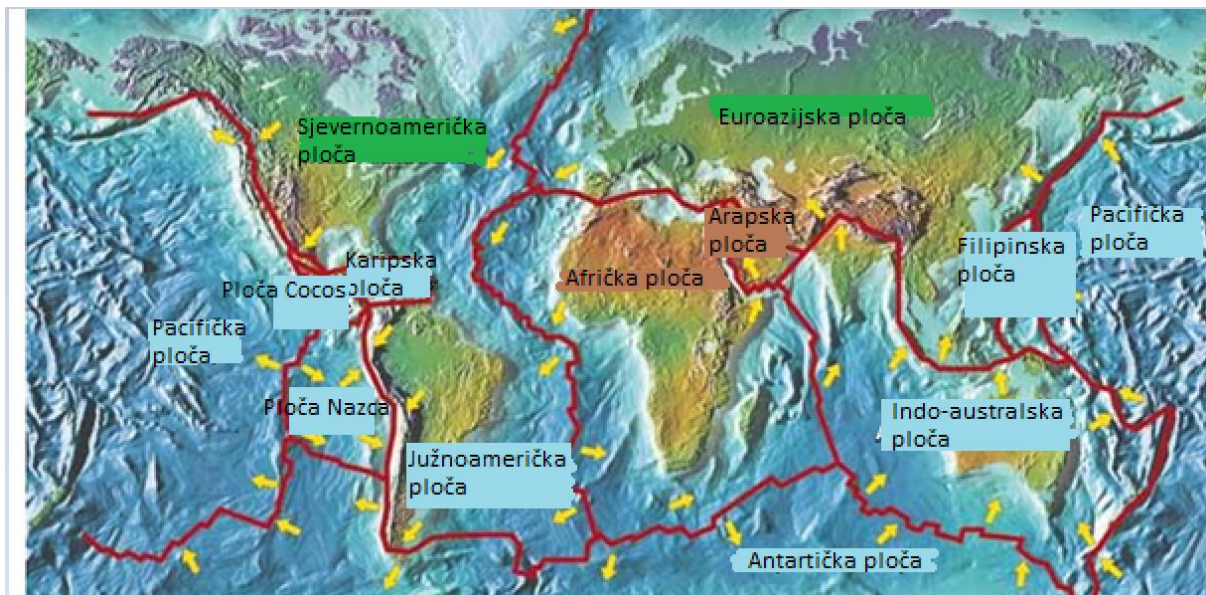 Sjevernoamerička
ploča
Euroazijska ploča
Arapska
ploča
Pacifička
ploča
Filipinska
ploča
Karipska
ploča
Afrička ploča
Ploča Cocos
Pacifička
ploča
Ploča Nazca
Indo-australska
ploča
Južnoamerička
ploča
Antartička ploča